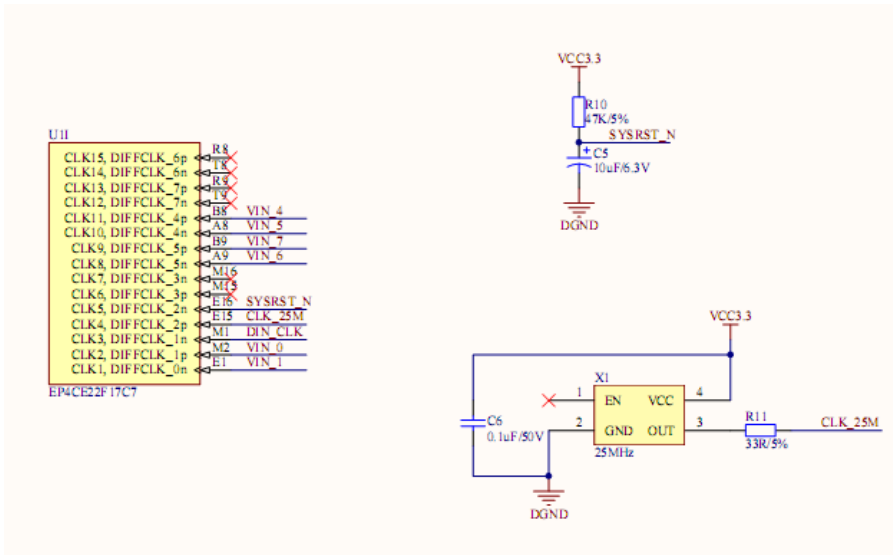 U1I
CLK15, DIFFCLK_6p R8
CLK14, DIFFCLK_6n T8
CLK13, DIFFCLK_7p R9
CLK12, DIFFCLK_7n T9
CLK11, DIFFCLK_4p B8 VIN_4
CLK10, DIFFCLK_4n A8 VIN_5
CLK9, DIFFCLK_5p B9 VIN_7
CLK8, DIFFCLK_5n A9 VIN_6
CLK7, DIFFCLK_3n M16
CLK6, DIFFCLK_3p M15
CLK5, DIFFCLK_2n E16 SYSRST_N
CLK4, DIFFCLK_2p E15 CLK_25M
CLK3, DIFFCLK_1n M1 DIN_CLK
CLK2, DIFFCLK_1p M2 VIN_0
CLK1, DIFFCLK_0n E1 VIN_1
EP4CE22F17C7
VCC3.3
R10
47K/5%
SYSRST_N
+
C5
10uF/6.3V
DGND
VCC3.3
X1
1 EN VCC 4
2 GND OUT 3
25MHz
C6
0.1uF/50V
R11
33R/5%
CLK_25M
DGND